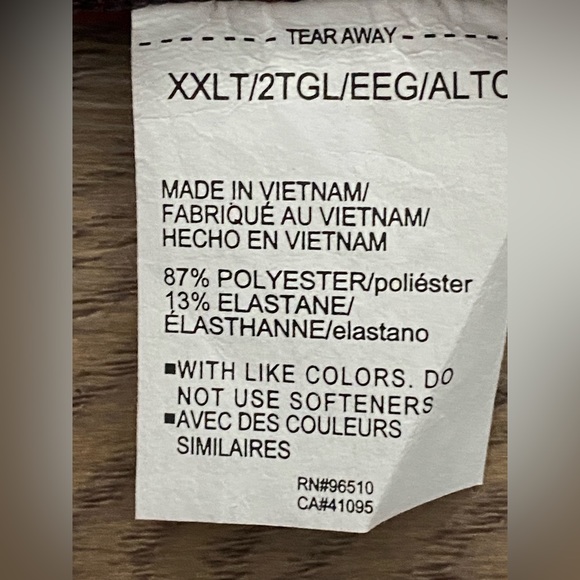 TEAR AWAY
XXLT/2TGL/EEG/ALTO
MADE IN VIETNAM/
FABRIQUÉ AU VIETNAM/
HECHO EN VIETNAM
87% POLYESTER/poliéster
13% ELASTANE/
ÉLASTHANNE/elastano
WITH LIKE COLORS. DO
NOT USE SOFTENERS
AVEC DES COULEURS
SIMILAIRES
RN#96510
CA#41095